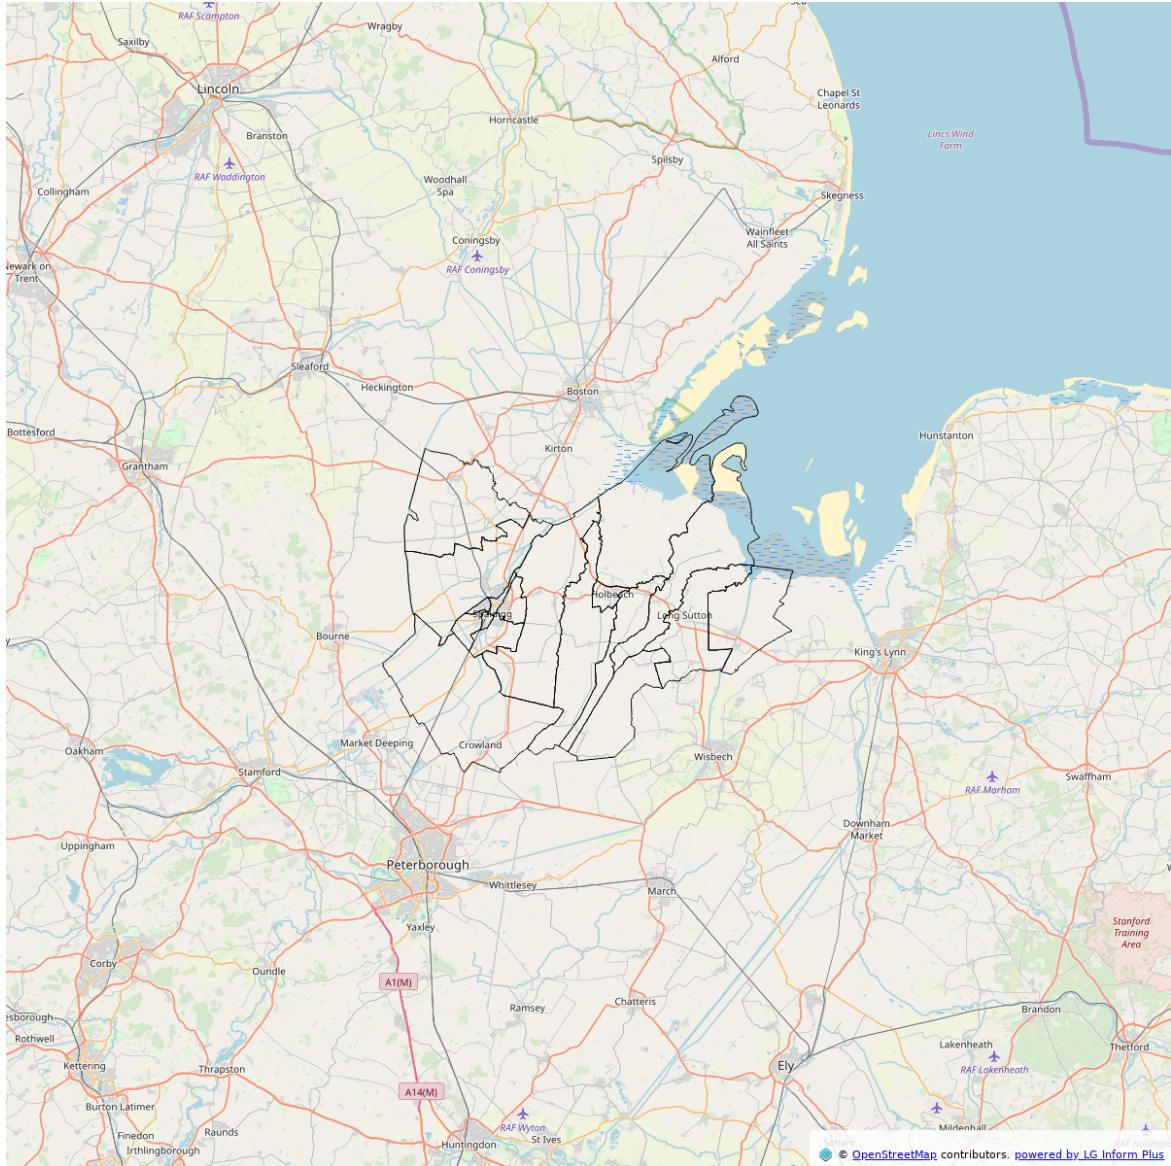 RAF Scampton
Wragby
Saxilby
Alford
Lincoln
Chapel St
Leonards
Horncastle
Branston
Lincs Wind
Farm
Spilsby
RAF Waddington
Woodhall
Spa
Collingham
Skegness
Wainfleet
All Saints
Coningsby
RAF Coningsby
Newark on
Trent
Sleaford
Heckington
Boston
Bottesford
Hunstanton
Kirton
Grantham
Holbeach
Spalding
Long Sutton
Bourne
King's Lynn
Market Deeping
Crowland
Oakham
Wisbech
Stamford
RAF Marham
Swaffham
Downham
Market
Uppingham
Peterborough
Whittlesey
March
Yaxley
Stanford
Training
Area
Corby
Oundle
A1(M)
Chatteris
Ramsey
Brandon
esborough
Rothwell
Lakenheath
Thetford
Kettering
Thrapston
Ely
RAF Lakenheath
A14(M)
Burton Latimer
RAF Wyton
Mildenhall
Raunds
Finedon
St Ives
Huntingdon
Soham
Irthlingborough
© OpenStreetMap contributors. powered by LG Inform Plus